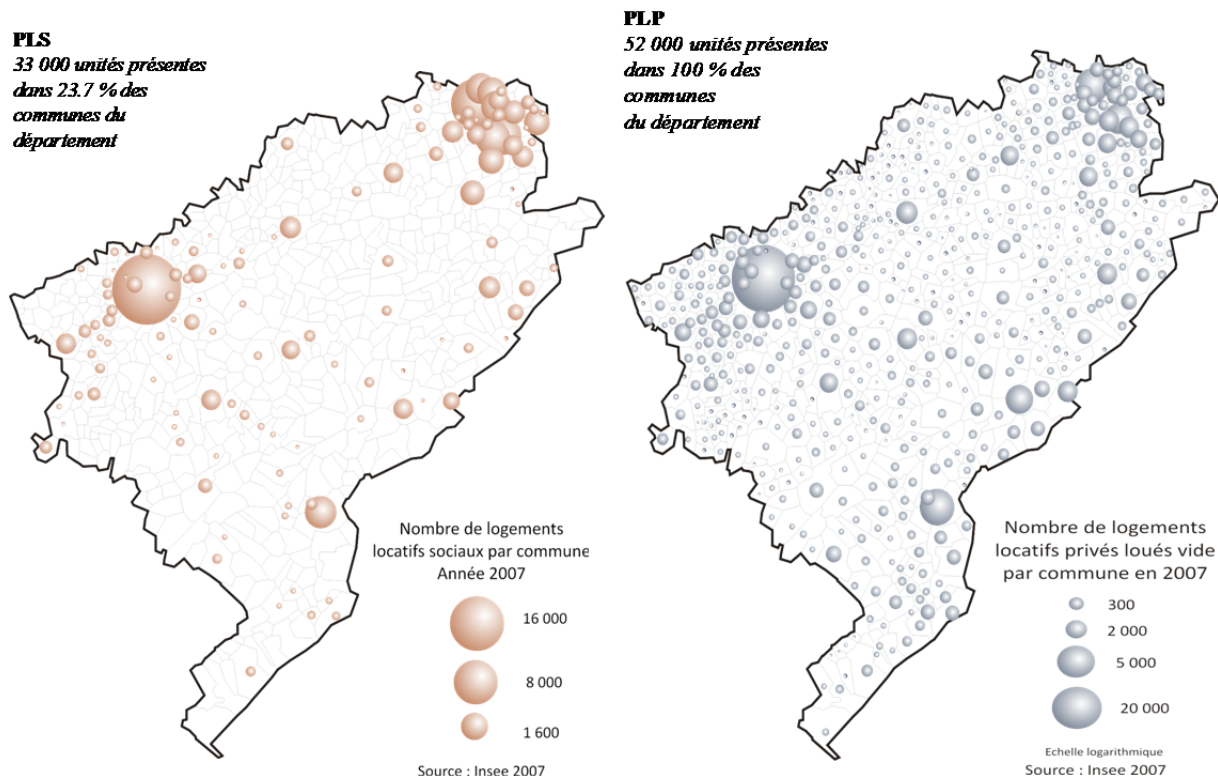 PLS
33 000 unités présentes
dans 23.7 % des
communes du
département
Nombre de logements
locatifs sociaux par commune
Année 2007
16 000
8 000
1 600
Source : Insee 2007
PLP
52 000 unités présentes
dans 100 % des
communes
du département
Nombre de logements
locatifs privés loués vide
par commune en 2007
300
2 000
5 000
20 000
Echelle logarithmique
Source : Insee 2007